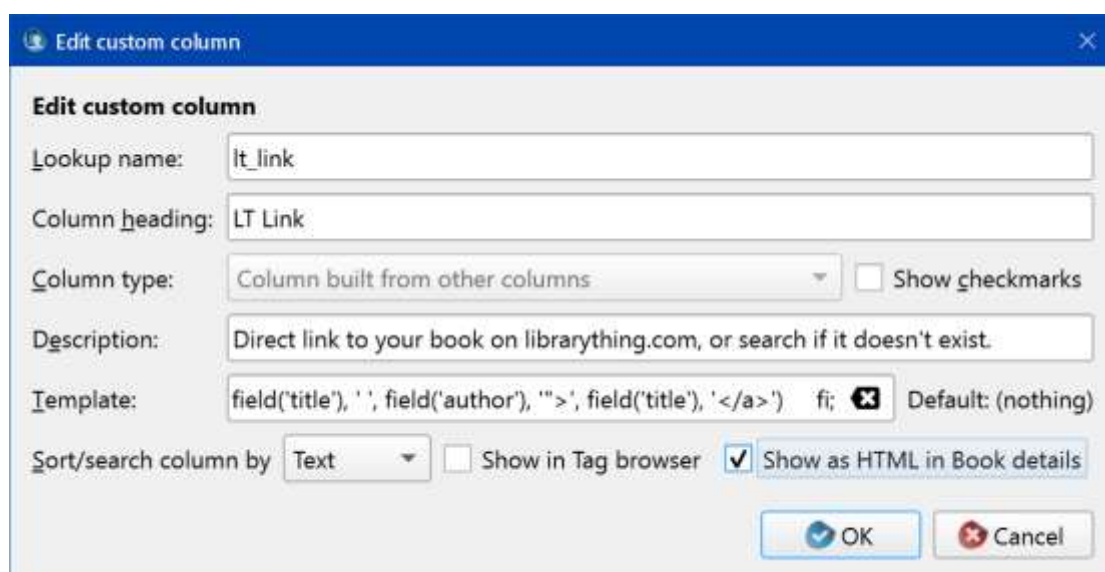 Edit custom column
Edit custom column
Lookup name: lt_link
Column heading: LT Link
Column type: Column built from other columns Show checkmarks
Description: Direct link to your book on librarything.com, or search if it doesn't exist.
Template: field('title'), ' ', field('author'), '">', field('title'), '</a>') fi; Default: (nothing)
Sort/search column by Text Show in Tag browser Show as HTML in Book details
OK Cancel